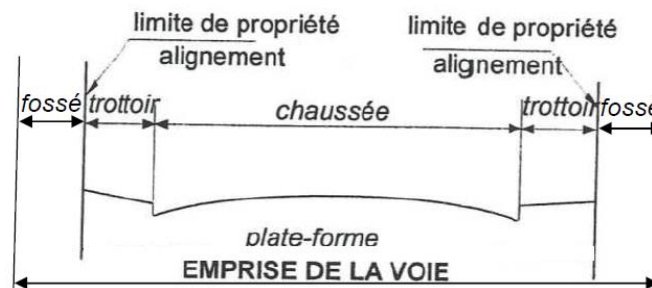 limite de propriété
alignement
limite de propriété
alignement
fossé trottoir chaussée trottoir fossé
plate-forme
EMPRISE DE LA VOIE